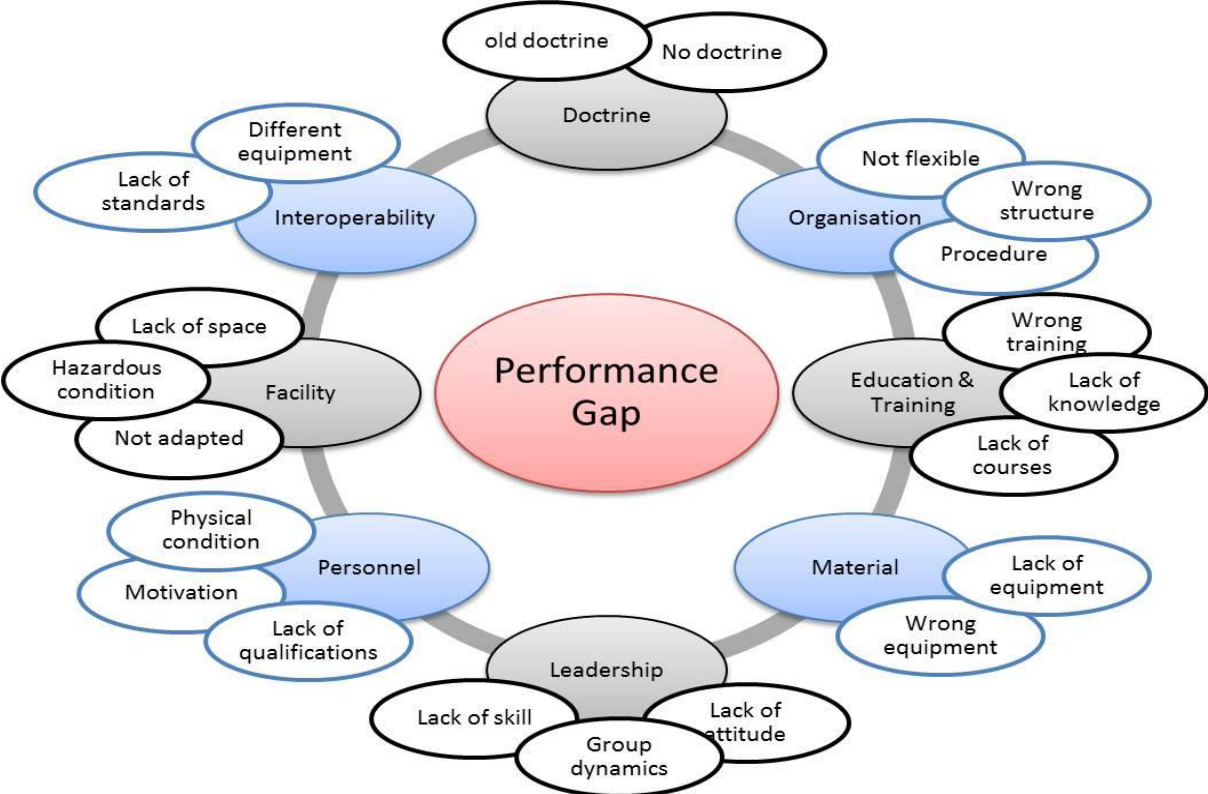 old doctrine
No doctrine
Doctrine
Different
equipment
Lack of
standards
Interoperability
Not flexible
Wrong
structure
Organisation
Procedure
Lack of space
Hazardous
condition
Facility
Not adapted
Performance
Gap
Wrong
training
Education &
Training
Lack of
knowledge
Lack of
courses
Physical
condition
Personnel
Motivation
Lack of
qualifications
Material
Lack of
equipment
Wrong
equipment
Leadership
Lack of skill
Group
dynamics
Lack of
attitude